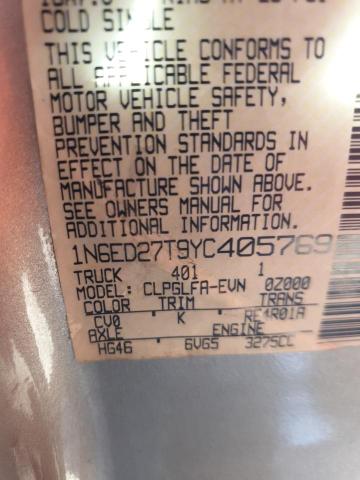 COLD SINGLE
THIS VEHICLE CONFORMS TO
ALL APPLICABLE FEDERAL
MOTOR VEHICLE SAFETY,
BUMPER AND THEFT
PREVENTION STANDARDS IN
EFFECT ON THE DATE OF
MANUFACTURE SHOWN ABOVE.
SEE OWNERS MANUAL FOR
ADDITIONAL INFORMATION.
1N6ED27T9YC405769
TRUCK 401 1
MODEL: CLPGLFA-EVN 0Z000
COLOR TRIM TRANS
CV0 K RE4R01A
AXLE ENGINE
HG46 6VG5 3275CC